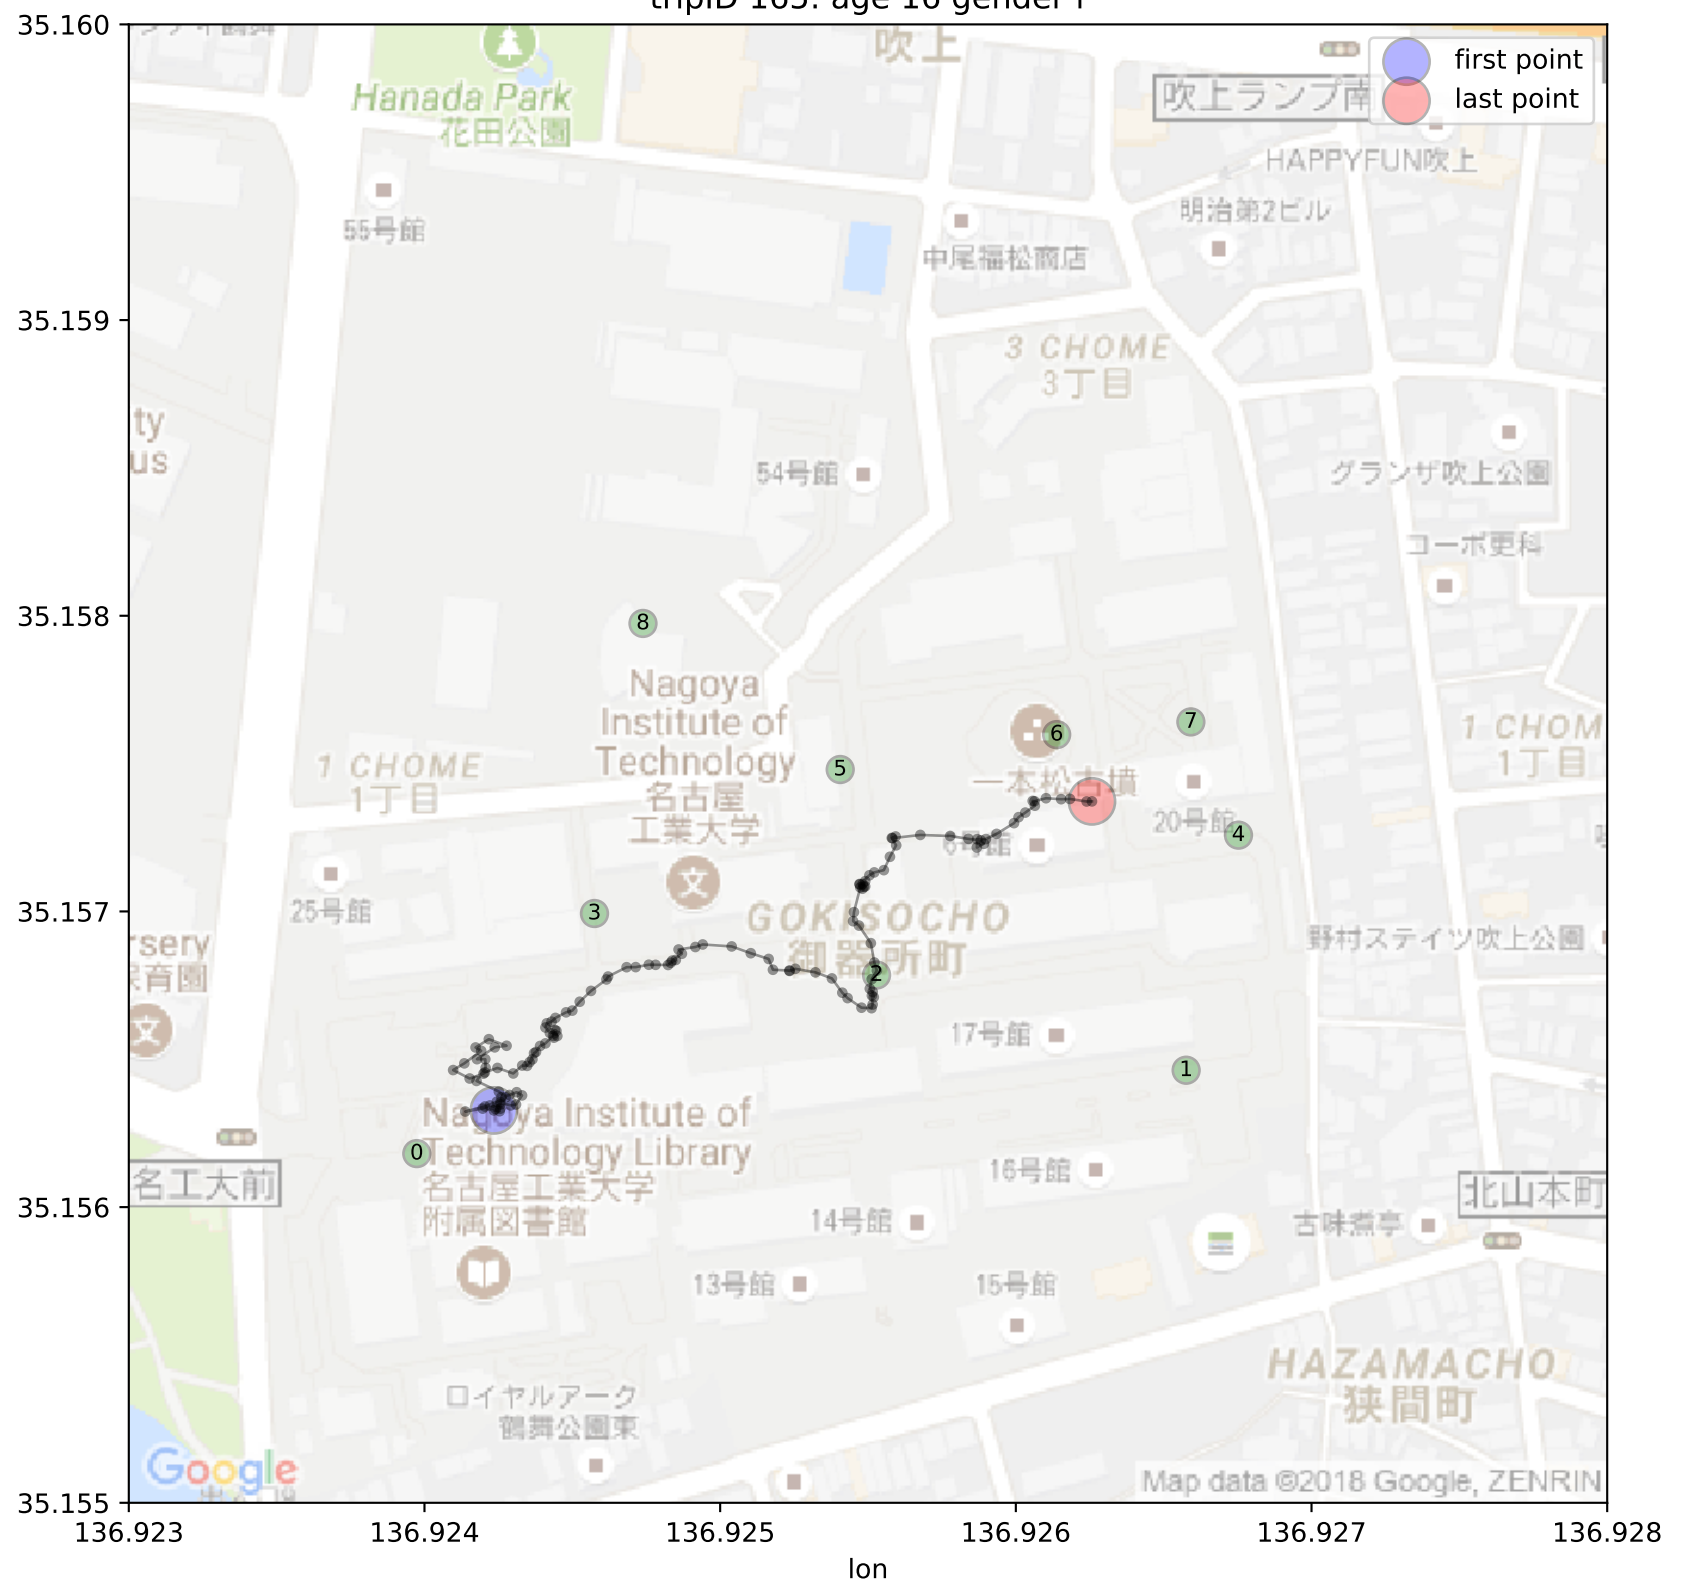 35.160
35.159
35.158
35.157
35.156
35.155
136.923
136.924
136.925
136.926
136.927
136.928
lon
first point
last point
吹上
Hanada Park
花田公園
吹上ランプ南
HAPPYFUN吹上
55号館
明治第2ビル
中尾福松商店
3 CHOME
3丁目
ty
us
54号館
グランザ吹上公園
コーポ更科
8
Nagoya
Institute of
Technology
名古屋
工業大学
7
6
1 CHOM
1丁目
1 CHOME
1丁目
5
一本松古墳
20号館
4
6号館
25号館
3
GOKISOCHO
御器所町
rsery
野村ステイツ吹上公園
2
17号館
1
Nagoya Institute of
Technology Library
名古屋工業大学
附属図書館
0
名工大前
16号館
14号館
北山本町
古味煮亭
13号館
15号館
HAZAMACHO
狭間町
ロイヤルアーク
鶴舞公園東
Google
Map data ©2018 Google, ZENRIN